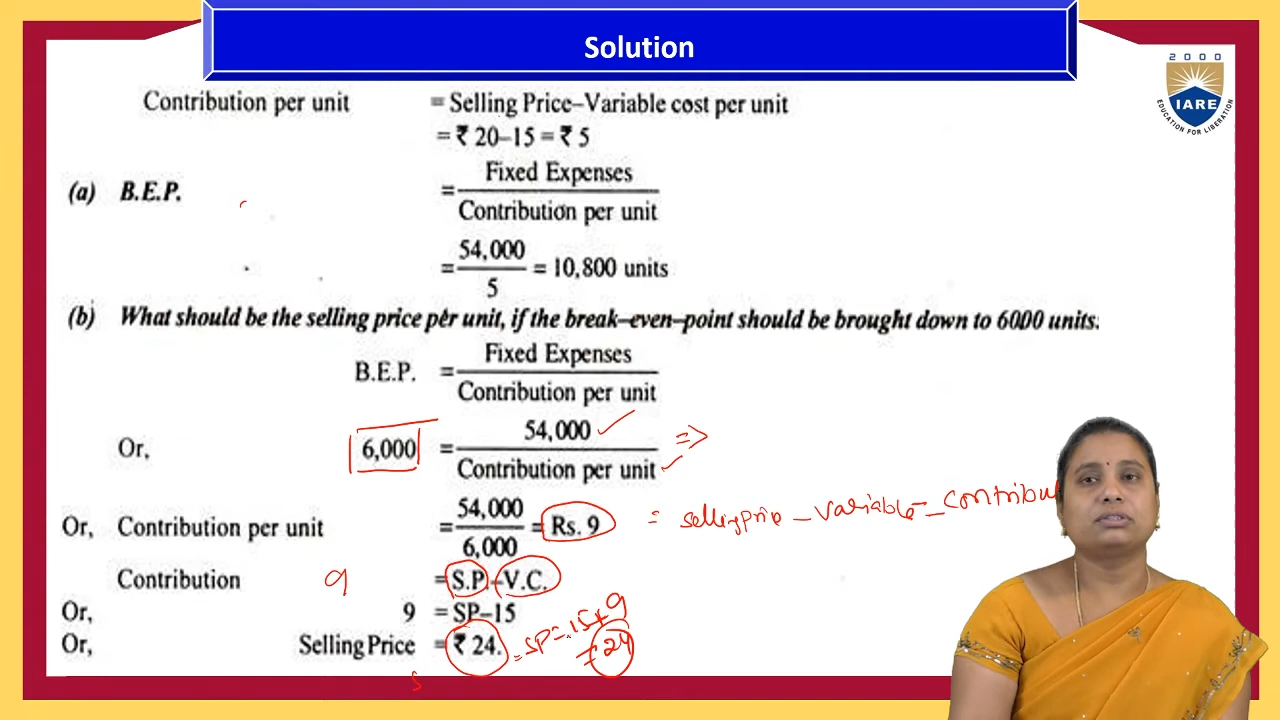 Solution
2000
IARE
EDUCATION FOR LIBERATION
Contribution per unit = Selling Price–Variable cost per unit
= ₹ 20–15 = ₹ 5
(a) B.E.P. = Fixed Expenses
Contribution per unit
= 54,000
5 = 10,800 units
(b) What should be the selling price per unit, if the break–even–point should be brought down to 6000 units.
B.E.P. = Fixed Expenses
Contribution per unit
Or, 6,000 = 54,000 ✓ =>
Contribution per unit ✓
Or, Contribution per unit = 54,000
6,000 = Rs. 9 = selling price – variable –
Contribution 9 = S.P.–V.C.
Or, 9 = SP–15
Or, Selling Price = ₹ 24. = SP = 15+9
= 24
s